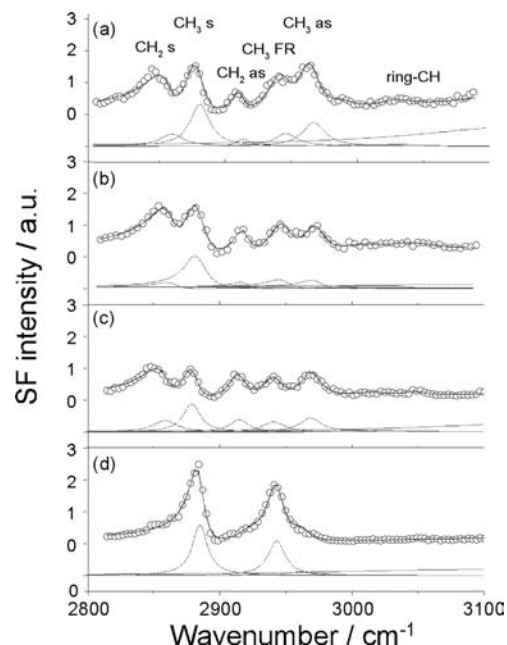 (a)
CH₂ s
CH₃ s
CH₂ as
CH₃ FR
CH₃ as
ring-CH
3
2
1
0
(b)
3
2
1
0
(c)
3
2
1
0
(d)
3
2
1
0
0
SF intensity / a.u.
2800 2900 3000 3100
Wavenumber / cm⁻¹